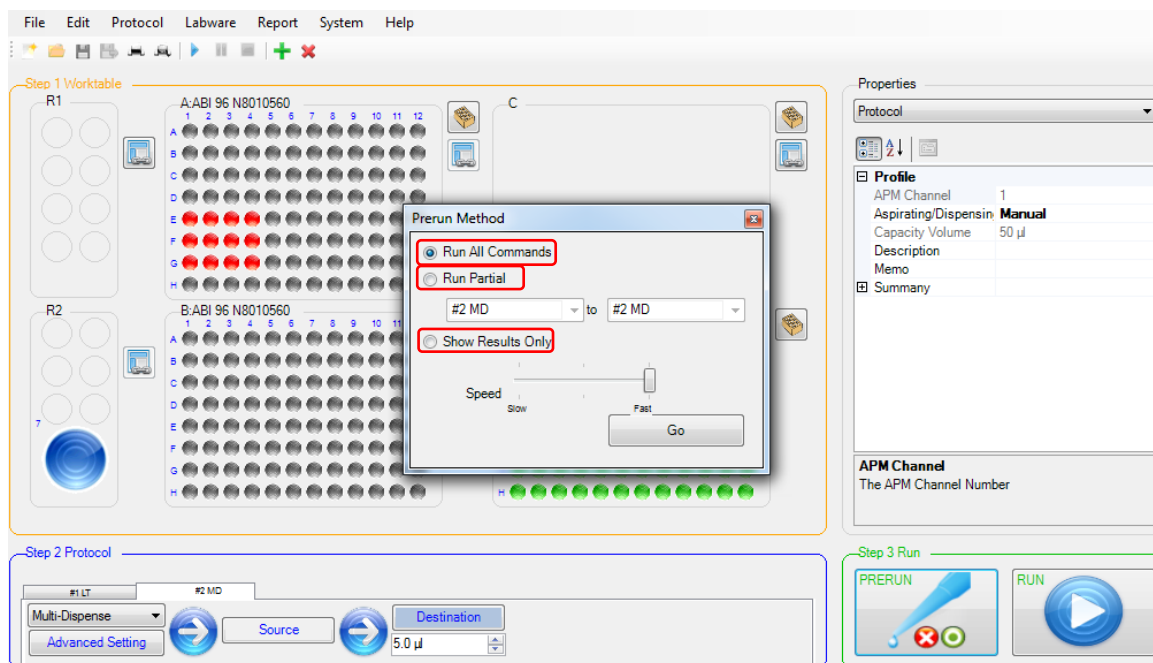 File Edit Protocol Labware Report System Help
Step 1 Worktable
R1
A:ABI 96 N8010560
1 2 3 4 5 6 7 8 9 10 11 12
A
B
C
D
E
F
G
H
C
R2
7
B:ABI 96 N8010560
1 2 3 4 5 6 7 8 9 10 11
A
B
C
D
E
F
G
H
H
Prerun Method
Run All Commands
Run Partial
#2 MD to #2 MD
Show Results Only
Speed
Slow Fast
Go
Properties
Protocol
Profile
APM Channel 1
Aspirating/Dispensin Manual
Capacity Volume 50 µl
Description
Memo
Summany
APM Channel
The APM Channel Number
Step 2 Protocol
#1 LT #2 MD
Multi-Dispense
Advanced Setting
Source
Destination
5.0 µl
Step 3 Run
PRERUN
RUN